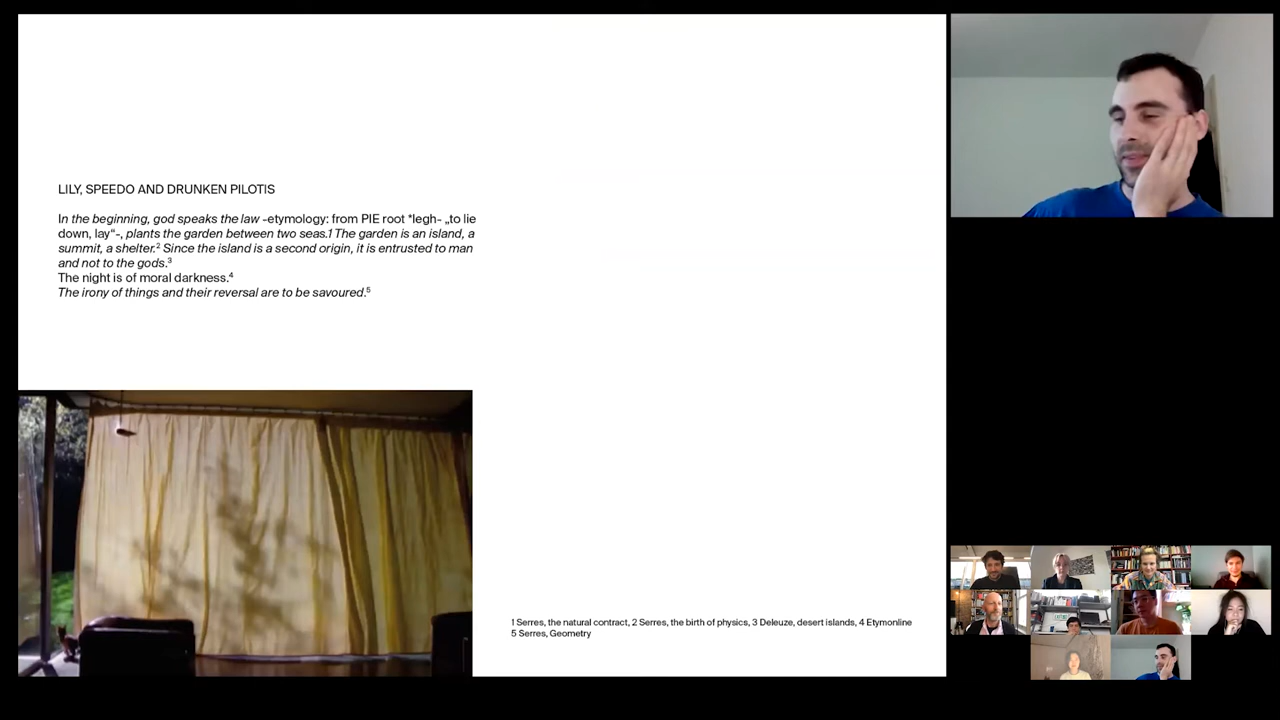 LILY, SPEEDO AND DRUNKEN PILOTIS
In the beginning, god speaks the law -etymology: from PIE root *legh- „to lie
down, lay“-, plants the garden between two seas.1 The garden is an island, a
summit, a shelter.² Since the island is a second origin, it is entrusted to man
and not to the gods.³
The night is of moral darkness.⁴
The irony of things and their reversal are to be savoured.⁵
1 Serres, the natural contract, 2 Serres, the birth of physics, 3 Deleuze, desert islands, 4 Etymonline
5 Serres, Geometry